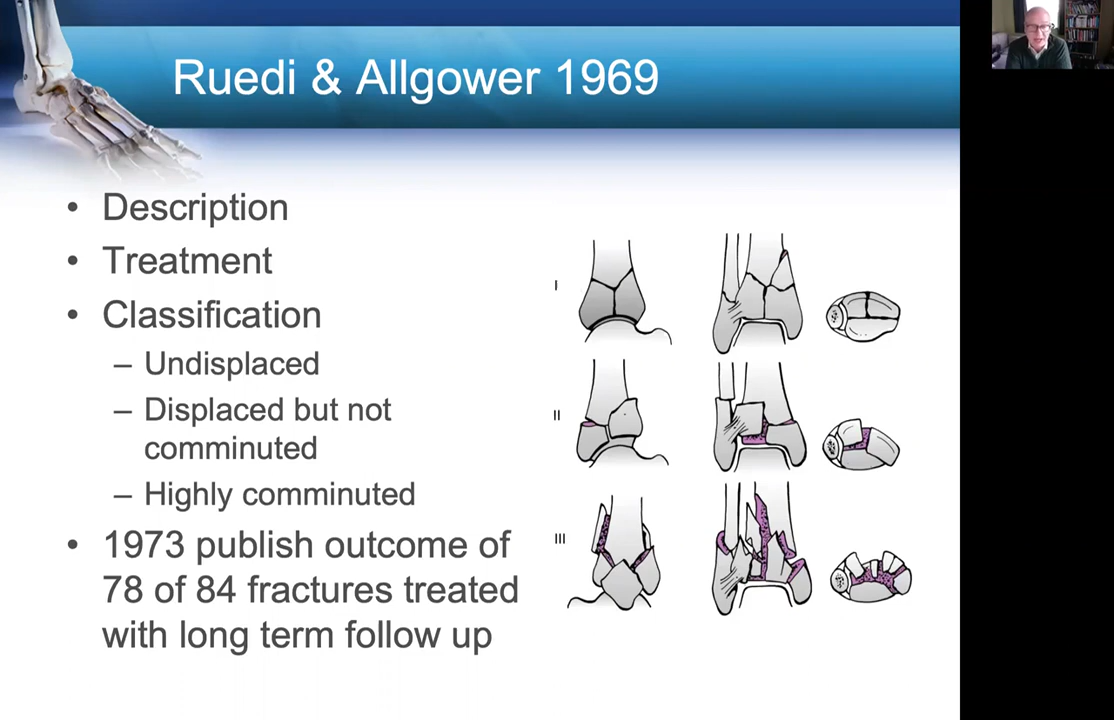 Ruedi & Allgower 1969
• Description
• Treatment
• Classification
– Undisplaced
– Displaced but not
comminuted
– Highly comminuted
• 1973 publish outcome of
78 of 84 fractures treated
with long term follow up
I
II
III